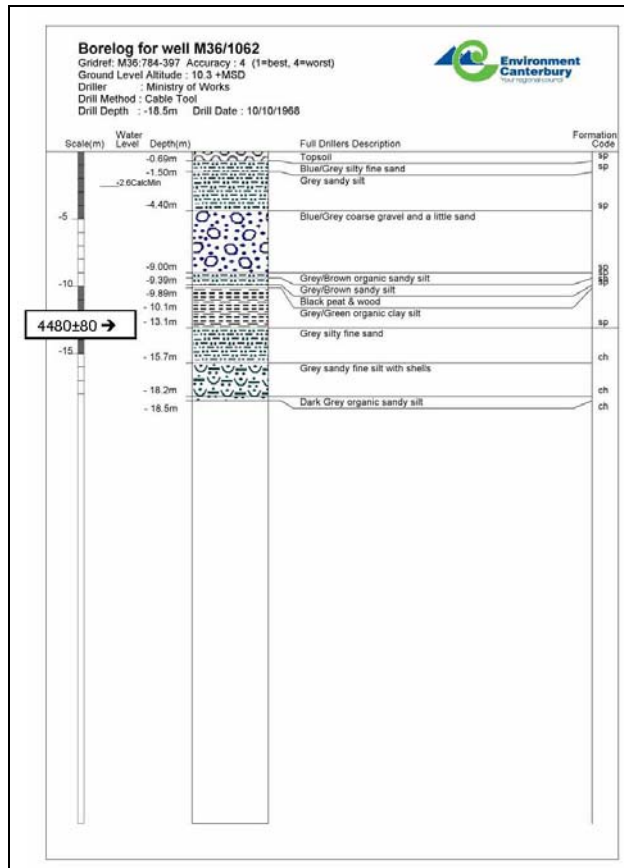 Borelog for well M36/1062
Gridref: M36:784-397 Accuracy : 4 (1=best, 4=worst)
Ground Level Altitude : 10.3 +MSD
Driller : Ministry of Works
Drill Method : Cable Tool
Drill Depth : -18.5m Drill Date : 10/10/1968
Environment
Canterbury
Your regional council
Scale(m) Water Level Depth(m) Full Drillers Description Formation Code
-0.69m Topsoil sp
-1.50m Blue/Grey silty fine sand sp
-2.6CalcMin
Grey sandy silt
-4.40m sp
-5 Blue/Grey coarse gravel and a little sand
-9.00m sp
-9.39m Grey/Brown organic sandy silt sp
-10 -9.89m Grey/Brown sandy silt sp
-10.1m Black peat & wood
Grey/Green organic clay silt
4480±80 → -13.1m sp
Grey silty fine sand
-15 -15.7m ch
Grey sandy fine silt with shells
-18.2m ch
-18.5m Dark Grey organic sandy silt ch